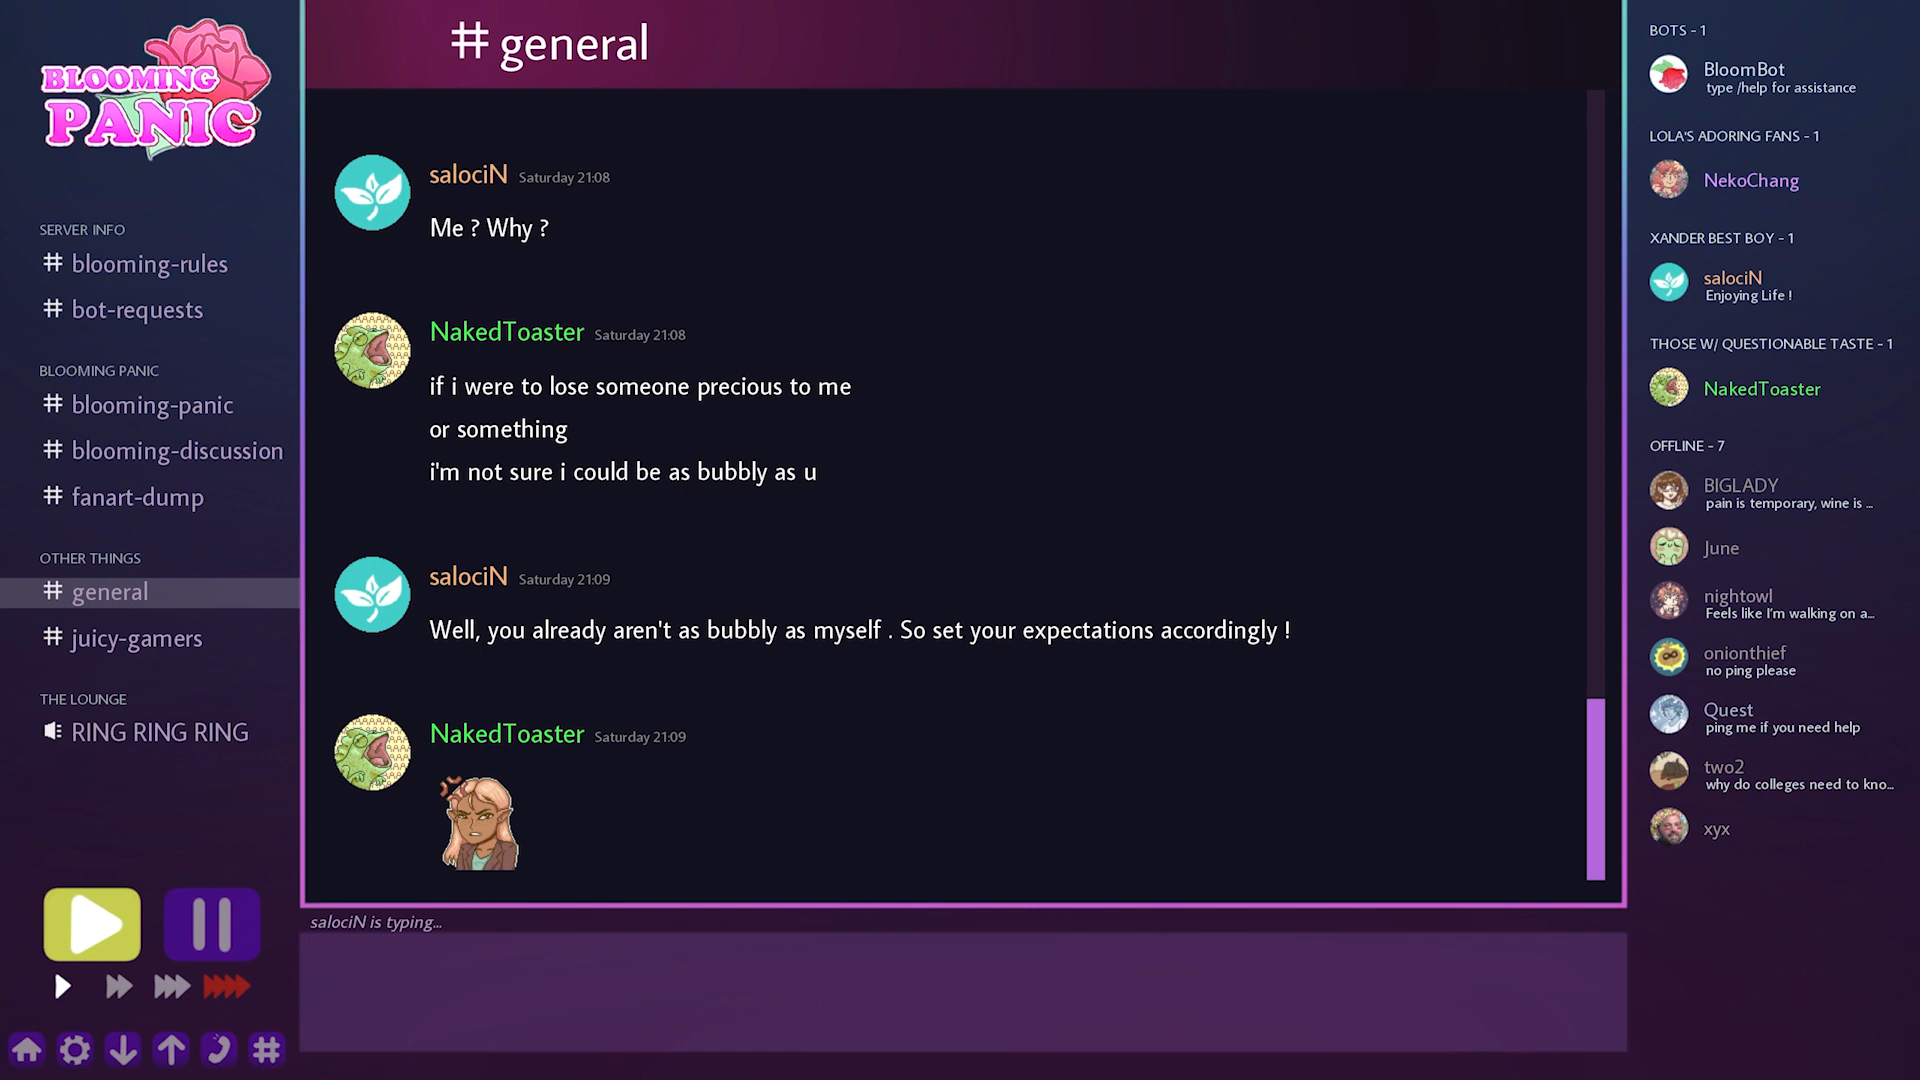 BLOOMING
PANIC
SERVER INFO
# blooming-rules
# bot-requests
BLOOMING PANIC
# blooming-panic
# blooming-discussion
# fanart-dump
OTHER THINGS
# general
# juicy-gamers
THE LOUNGE
RING RING RING
# general
salociN Saturday 21:08
Me ? Why ?
NakedToaster Saturday 21:08
if i were to lose someone precious to me
or something
i'm not sure i could be as bubbly as u
salociN Saturday 21:09
Well, you already aren't as bubbly as myself . So set your expectations accordingly !
NakedToaster Saturday 21:09
salociN is typing...
BOTS - 1
BloomBot
type /help for assistance
LOLA'S ADORING FANS - 1
NekoChang
XANDER BEST BOY - 1
salociN
Enjoying Life !
THOSE W/ QUESTIONABLE TASTE - 1
NakedToaster
OFFLINE - 7
BIGLADY
pain is temporary, wine is ...
June
nightowl
Feels like I'm walking on a...
onionthief
no ping please
Quest
ping me if you need help
two2
why do colleges need to kno...
xyx